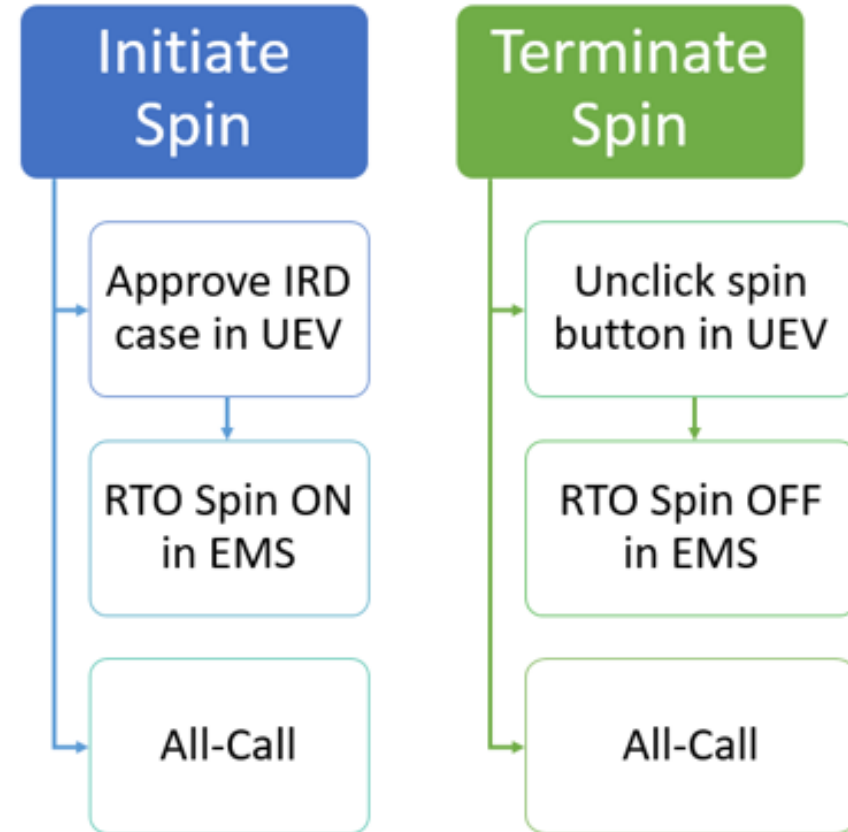 Initiate
Spin
Approve IRD
case in UEV
RTO Spin ON
in EMS
All-Call
Terminate
Spin
Unclick spin
button in UEV
RTO Spin OFF
in EMS
All-Call